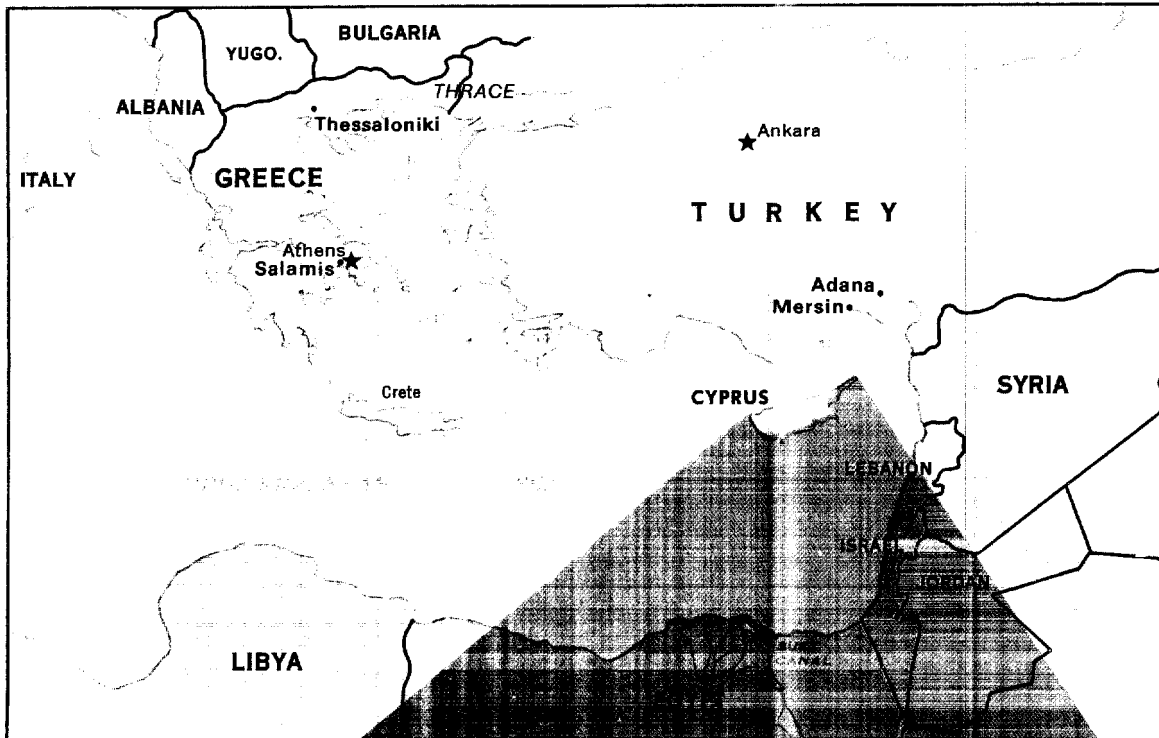 BULGARIA
YUGO.
THRACE
ALBANIA
Thessaloniki
Ankara
ITALY
GREECE
TURKEY
Athens
Salamis
Adana
Mersin
Crete
CYPRUS
SYRIA
LEBANON
ISRAEL
JORDAN
LIBYA
SUEZ
CANAL